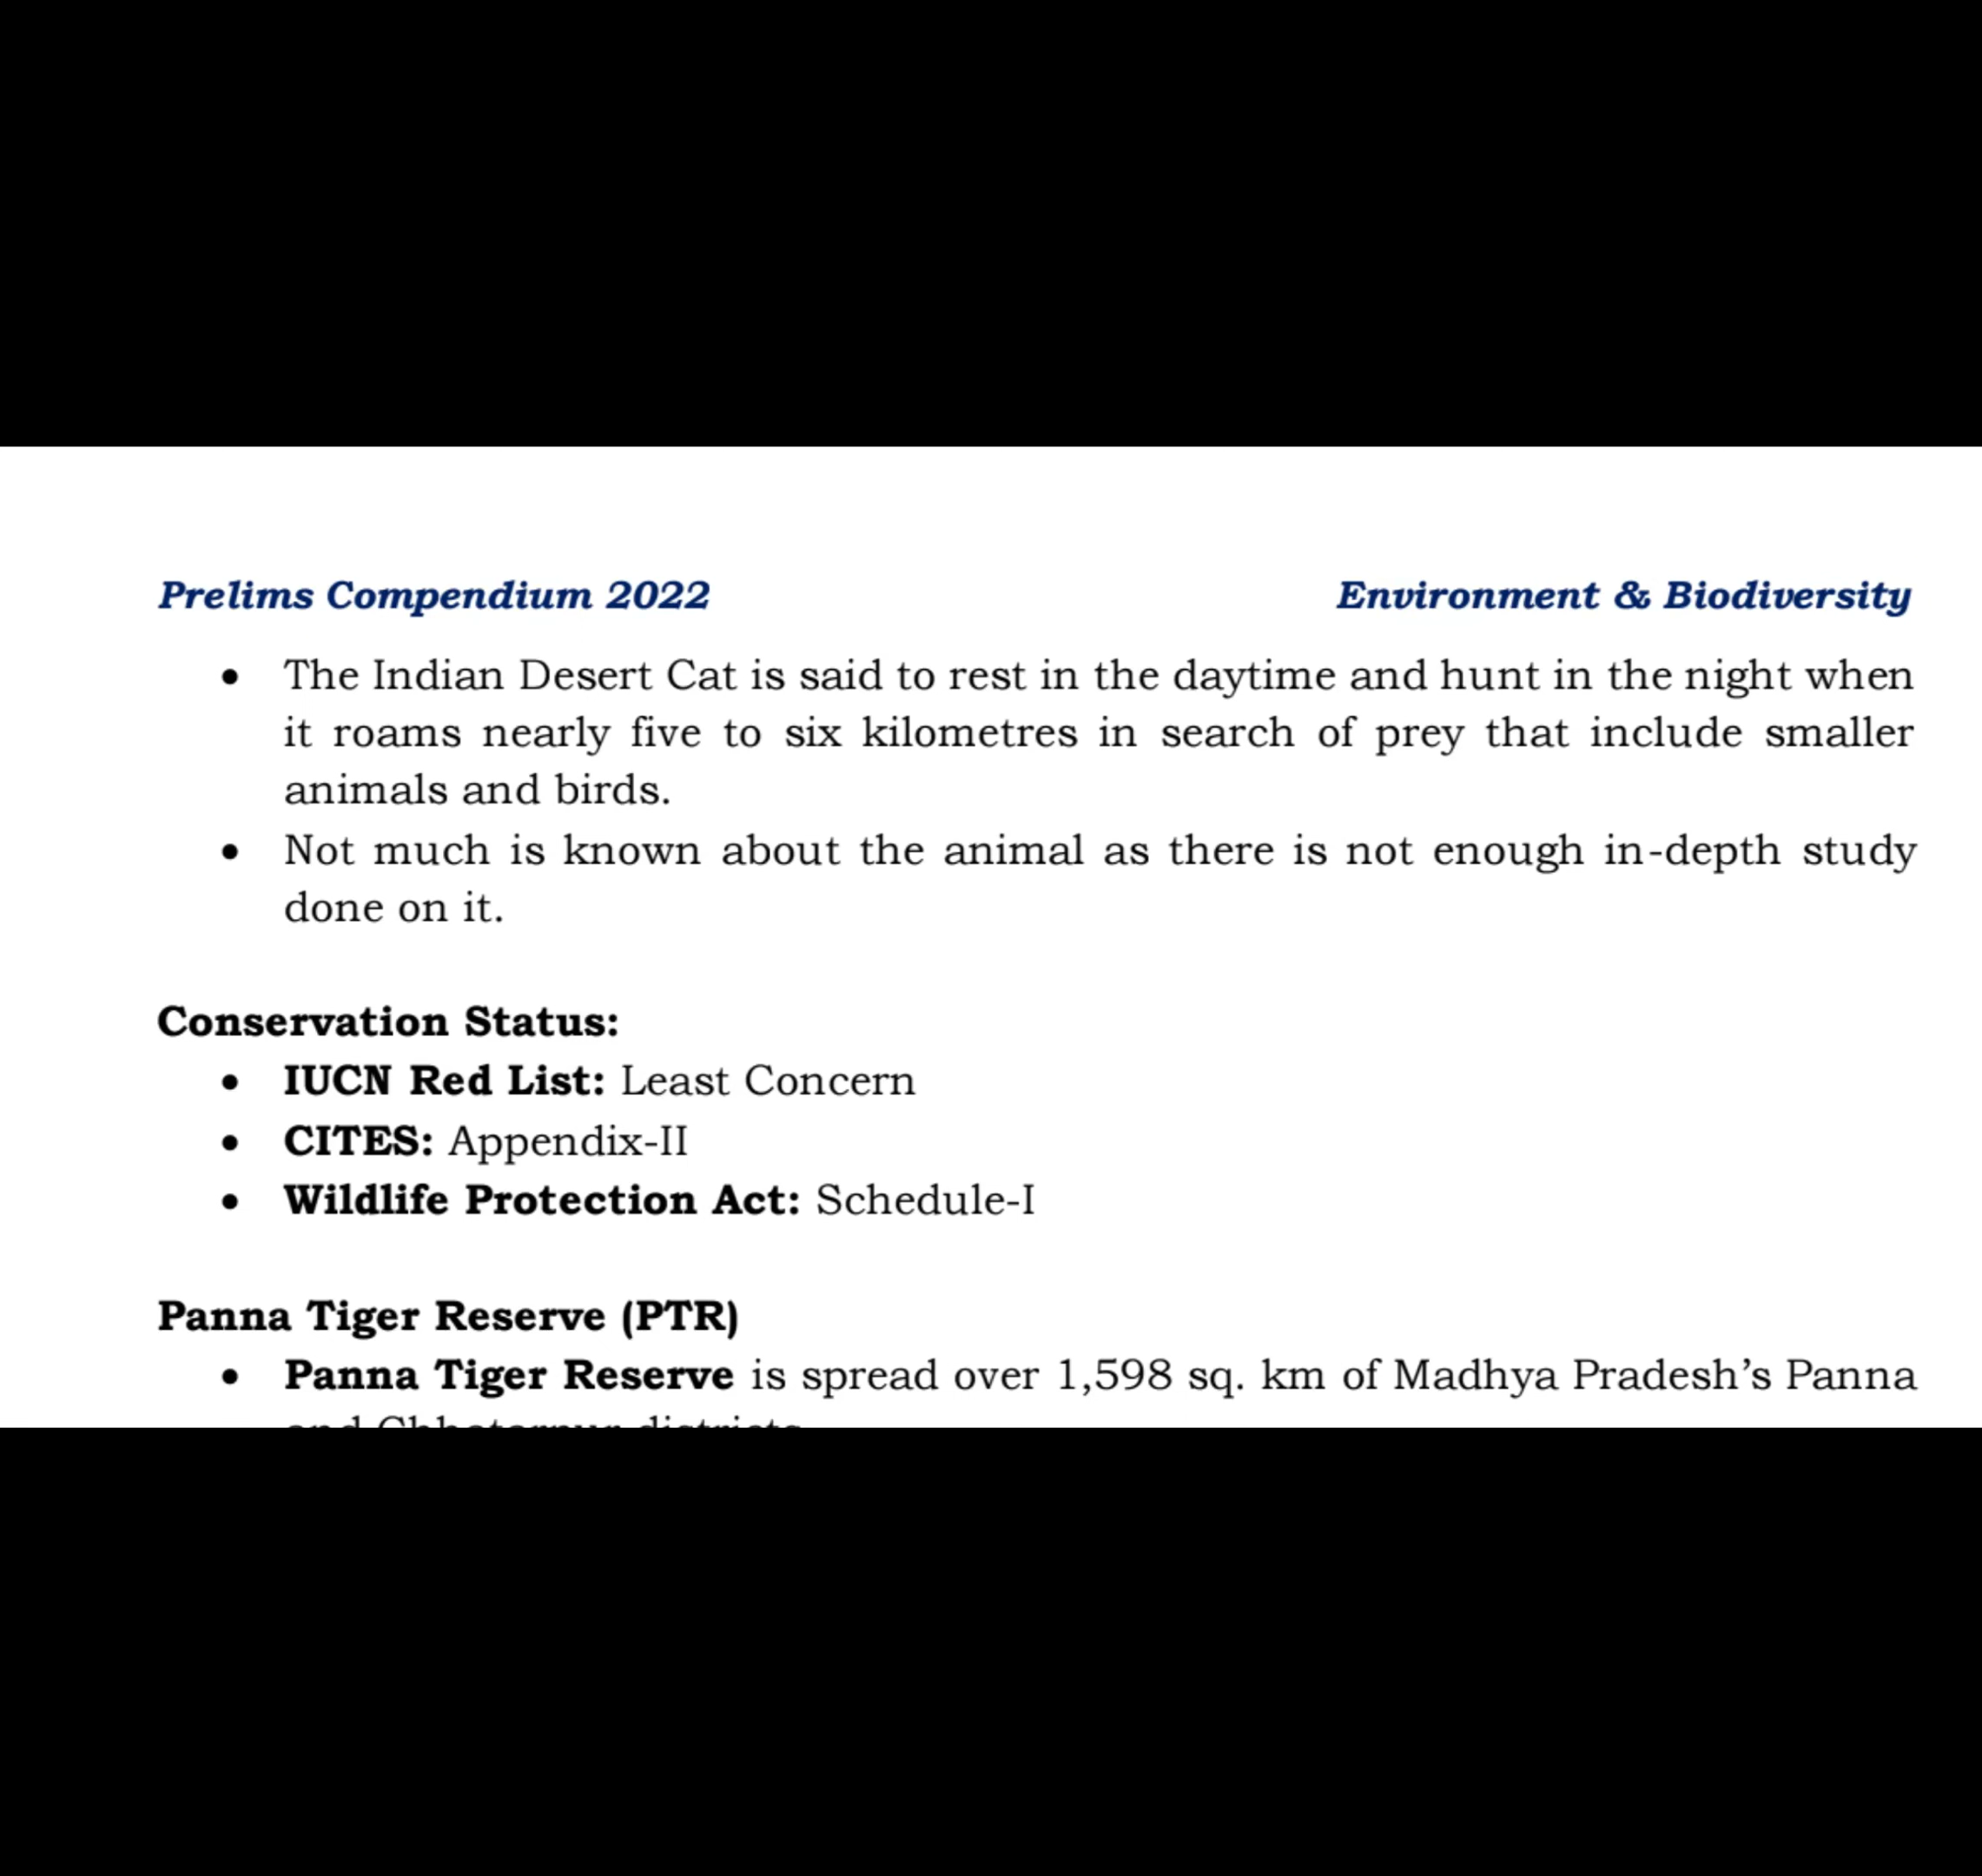 Prelims Compendium 2022 Environment & Biodiversity
• The Indian Desert Cat is said to rest in the daytime and hunt in the night when
it roams nearly five to six kilometres in search of prey that include smaller
animals and birds.
• Not much is known about the animal as there is not enough in-depth study
done on it.
Conservation Status:
• IUCN Red List: Least Concern
• CITES: Appendix-II
• Wildlife Protection Act: Schedule-I
Panna Tiger Reserve (PTR)
• Panna Tiger Reserve is spread over 1,598 sq. km of Madhya Pradesh’s Panna
and Chhatarpur districts